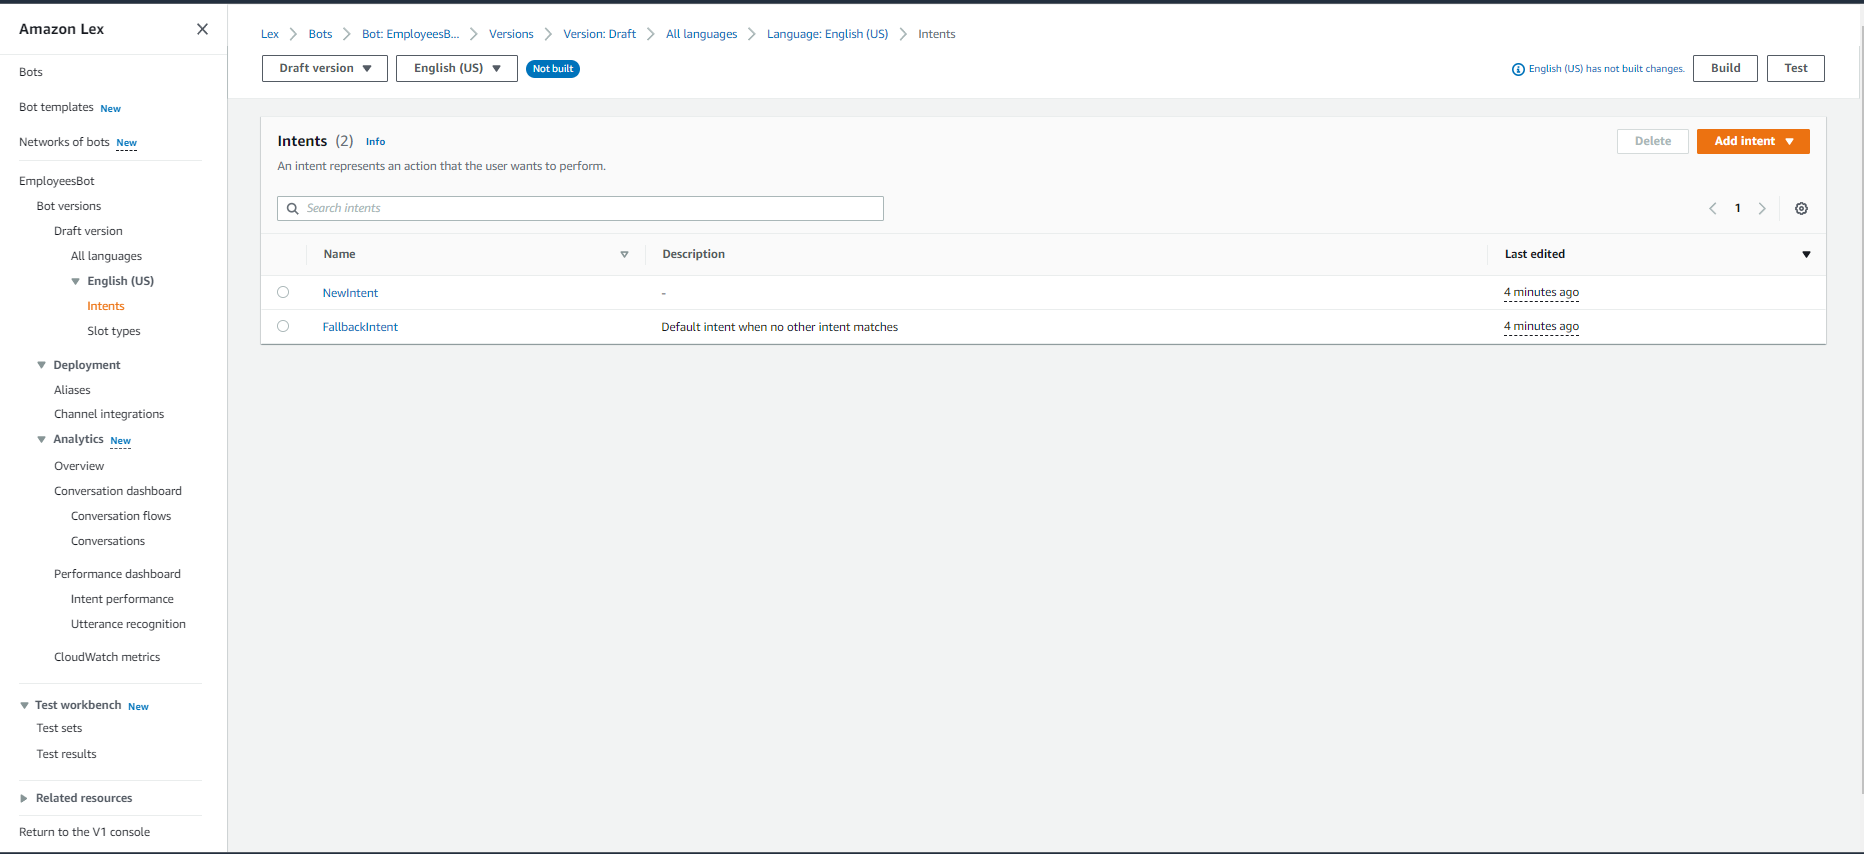 Amazon Lex
Bots
Bot templates New
Networks of bots New
EmployeesBot
Bot versions
Draft version
All languages
English (US)
Intents
Slot types
Deployment
Aliases
Channel integrations
Analytics New
Overview
Conversation dashboard
Conversation flows
Conversations
Performance dashboard
Intent performance
Utterance recognition
CloudWatch metrics
Test workbench New
Test sets
Test results
Related resources
Return to the V1 console
Lex Bots Bot: EmployeesB... Versions Version: Draft All languages Language: English (US) Intents
Draft version English (US) Not built English (US) has not built changes. Build Test
Intents (2) Info Delete Add intent
An intent represents an action that the user wants to perform.
Search intents 1
Name Description Last edited
NewIntent - 4 minutes ago
FallbackIntent Default intent when no other intent matches 4 minutes ago